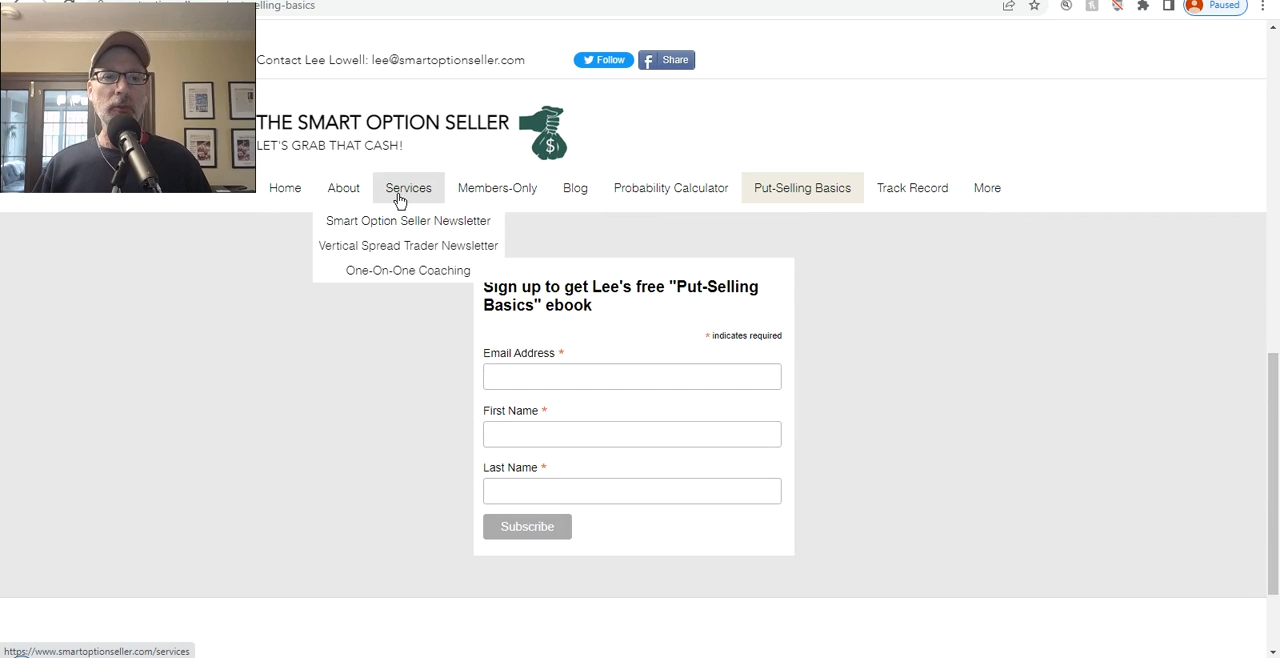 elling-basics
Paused
Contact Lee Lowell: lee@smartoptionseller.com
Follow
f Share
THE SMART OPTION SELLER
LET'S GRAB THAT CASH!
$
Home About Services Members-Only Blog Probability Calculator Put-Selling Basics Track Record More
Smart Option Seller Newsletter
Vertical Spread Trader Newsletter
One-On-One Coaching
Sign up to get Lee's free "Put-Selling
Basics" ebook
* indicates required
Email Address *
First Name *
Last Name *
Subscribe
https://www.smartoptionseller.com/services